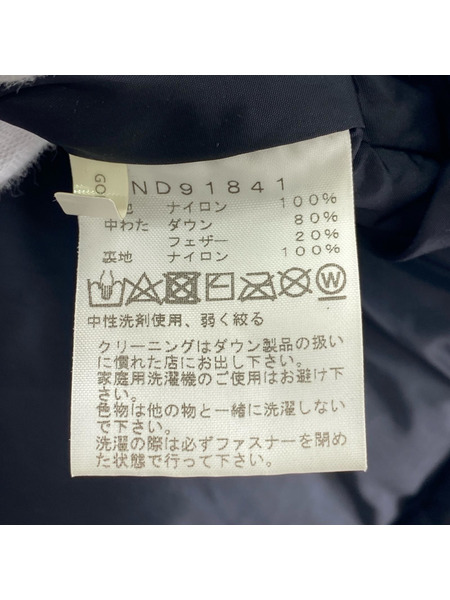 GO
ND91841
地 ナイロン 100%
中わた ダウン 80%
フェザー 20%
裏地 ナイロン 100%
W
中性洗剤使用、弱く絞る
クリーニングはダウン製品の扱い
に慣れた店にお出し下さい。
家庭用洗濯機のご使用はお避け下
さい。
色物は他の物と一緒に洗濯しない
で下さい。
洗濯の際は必ずファスナーを閉め
た状態で行って下さい。